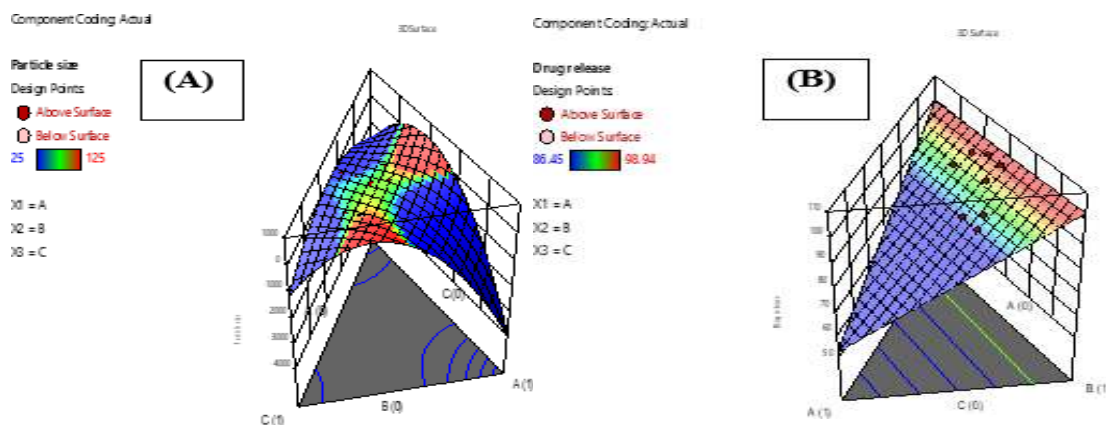 Component Coding: Actual
3D Surface
Particle size
(A)
Design Points
Above Surface
Below Surface
25
125
X1 = A
X2 = B
X3 = C
1000
0
1000
2000
3000
4000
C (0)
A (1)
B (0)
C (1)
Component Coding: Actual
3D Surface
Drug release
(B)
Design Points:
Above Surface
Below Surface
86.45
98.94
X1 = A
X2 = B
X3 = C
110
100
90
80
70
60
50
A (0)
B (1
C (0)
A (1)